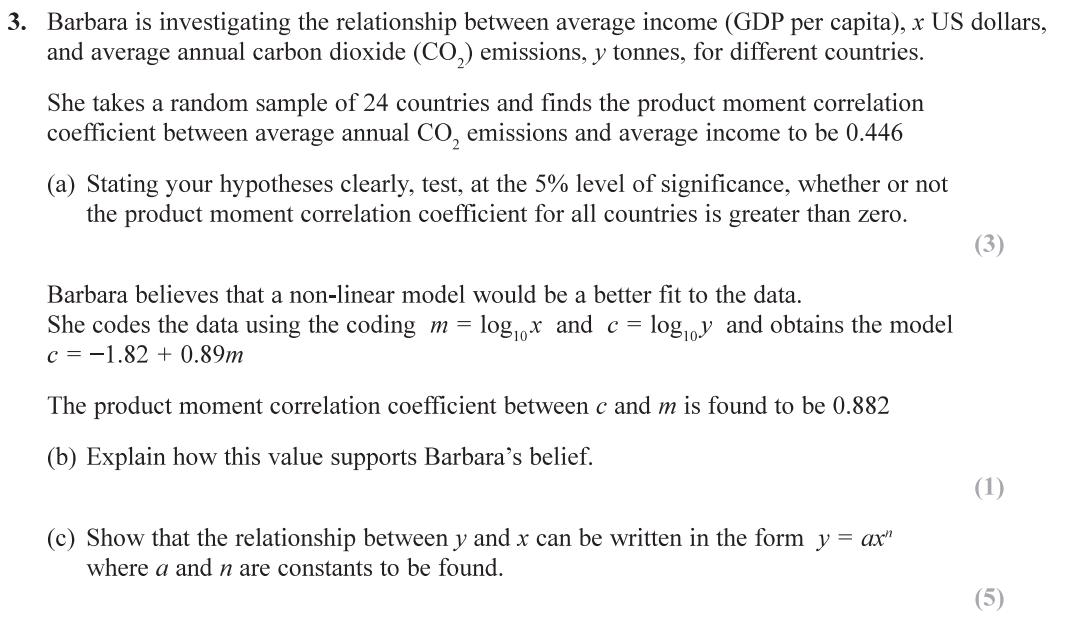 3. Barbara is investigating the relationship between average income (GDP per capita), x US dollars,
and average annual carbon dioxide (CO₂) emissions, y tonnes, for different countries.
She takes a random sample of 24 countries and finds the product moment correlation
coefficient between average annual CO₂ emissions and average income to be 0.446
(a) Stating your hypotheses clearly, test, at the 5% level of significance, whether or not
the product moment correlation coefficient for all countries is greater than zero.
(3)
Barbara believes that a non-linear model would be a better fit to the data.
She codes the data using the coding m = log₁₀x and c = log₁₀y and obtains the model
c = −1.82 + 0.89m
The product moment correlation coefficient between c and m is found to be 0.882
(b) Explain how this value supports Barbara’s belief.
(1)
(c) Show that the relationship between y and x can be written in the form y = axⁿ
where a and n are constants to be found.
(5)